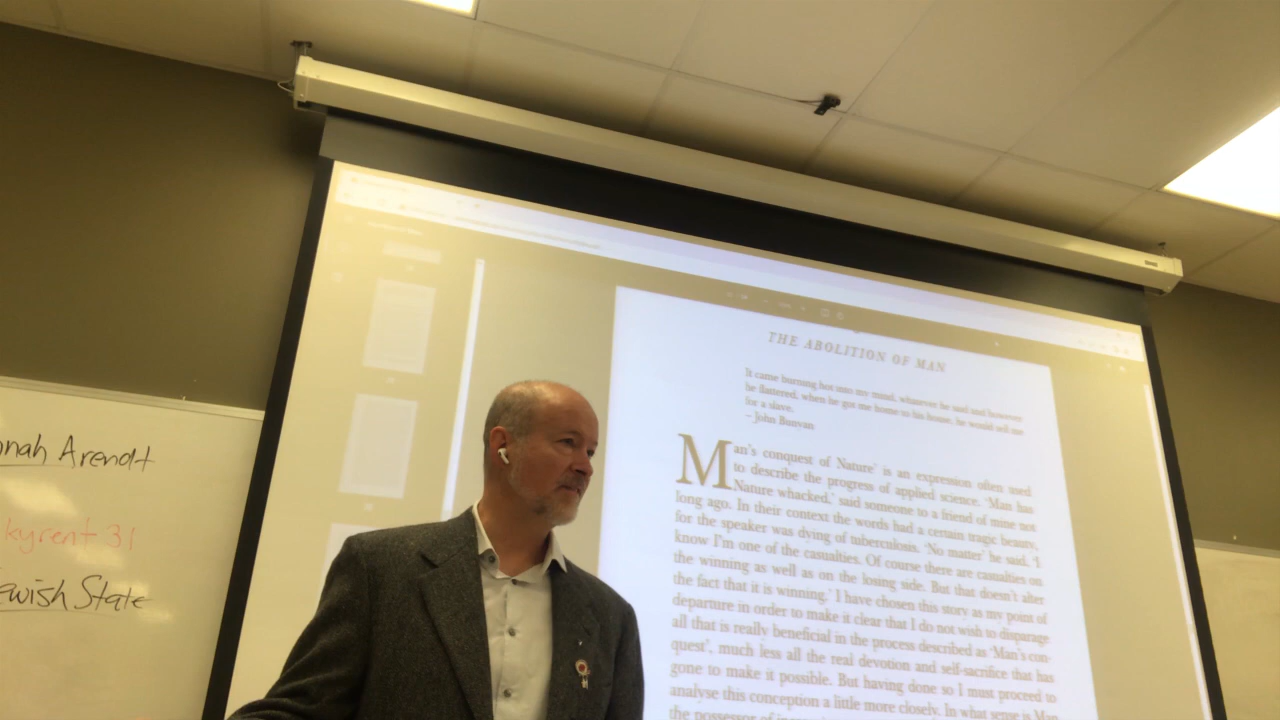 nnah Arendt
kyrent 31
ewish State
THE ABOLITION OF MAN
It came burning hot into my mind, whatever he said and however
he flattered, when he got me home to his house, he would sell me
for a slave.
– John Bunyan
Man's conquest of Nature' is an expression often used
to describe the progress of applied science. 'Man has
Nature whacked,' said someone to a friend of mine not
long ago. In their context the words had a certain tragic beauty,
for the speaker was dying of tuberculosis. 'No matter' he said, 'I
know I'm one of the casualties. Of course there are casualties on
the winning as well as on the losing side. But that doesn't alter
the fact that it is winning.' I have chosen this story as my point of
departure in order to make it clear that I do not wish to disparage
all that is really beneficial in the process described as 'Man's con-
quest', much less all the real devotion and self-sacrifice that has
gone to make it possible. But having done so I must proceed to
analyse this conception a little more closely. In what sense is Man
the possessor of